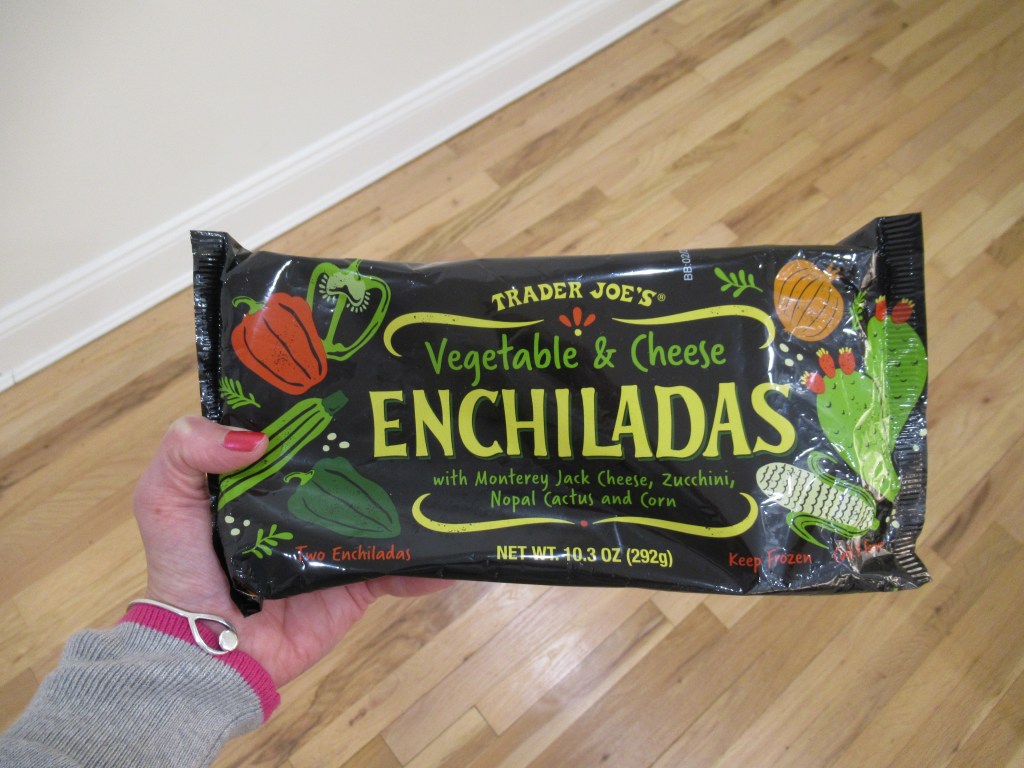 TRADER JOE'S®
Vegetable & Cheese
ENCHILADAS
with Monterey Jack Cheese, Zucchini,
Nopal Cactus and Corn
Two Enchiladas
NET WT. 10.3 OZ (292g)
Keep Frozen